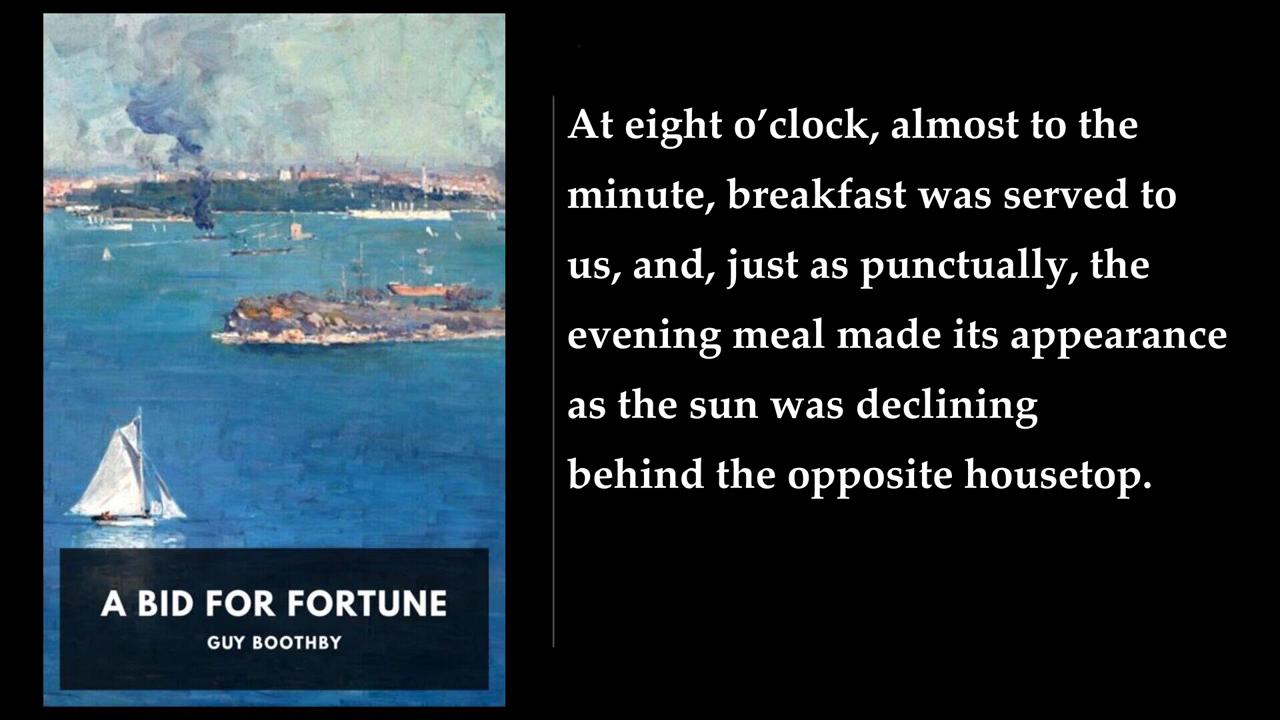 At eight o’clock, almost to the
minute, breakfast was served to
us, and, just as punctually, the
evening meal made its appearance
as the sun was declining
behind the opposite housetop.
A BID FOR FORTUNE
GUY BOOTHBY